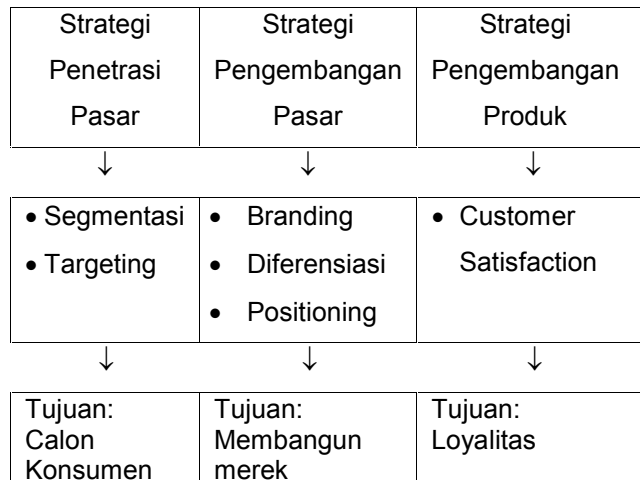 Strategi
Penetrasi
Pasar
Strategi
Pengembangan
Pasar
Strategi
Pengembangan
Produk
↓
↓
↓
• Segmentasi
• Targeting
• Branding
• Diferensiasi
• Positioning
• Customer
Satisfaction
↓
↓
↓
Tujuan:
Calon
Konsumen
Tujuan:
Membangun
merek
Tujuan:
Loyalitas